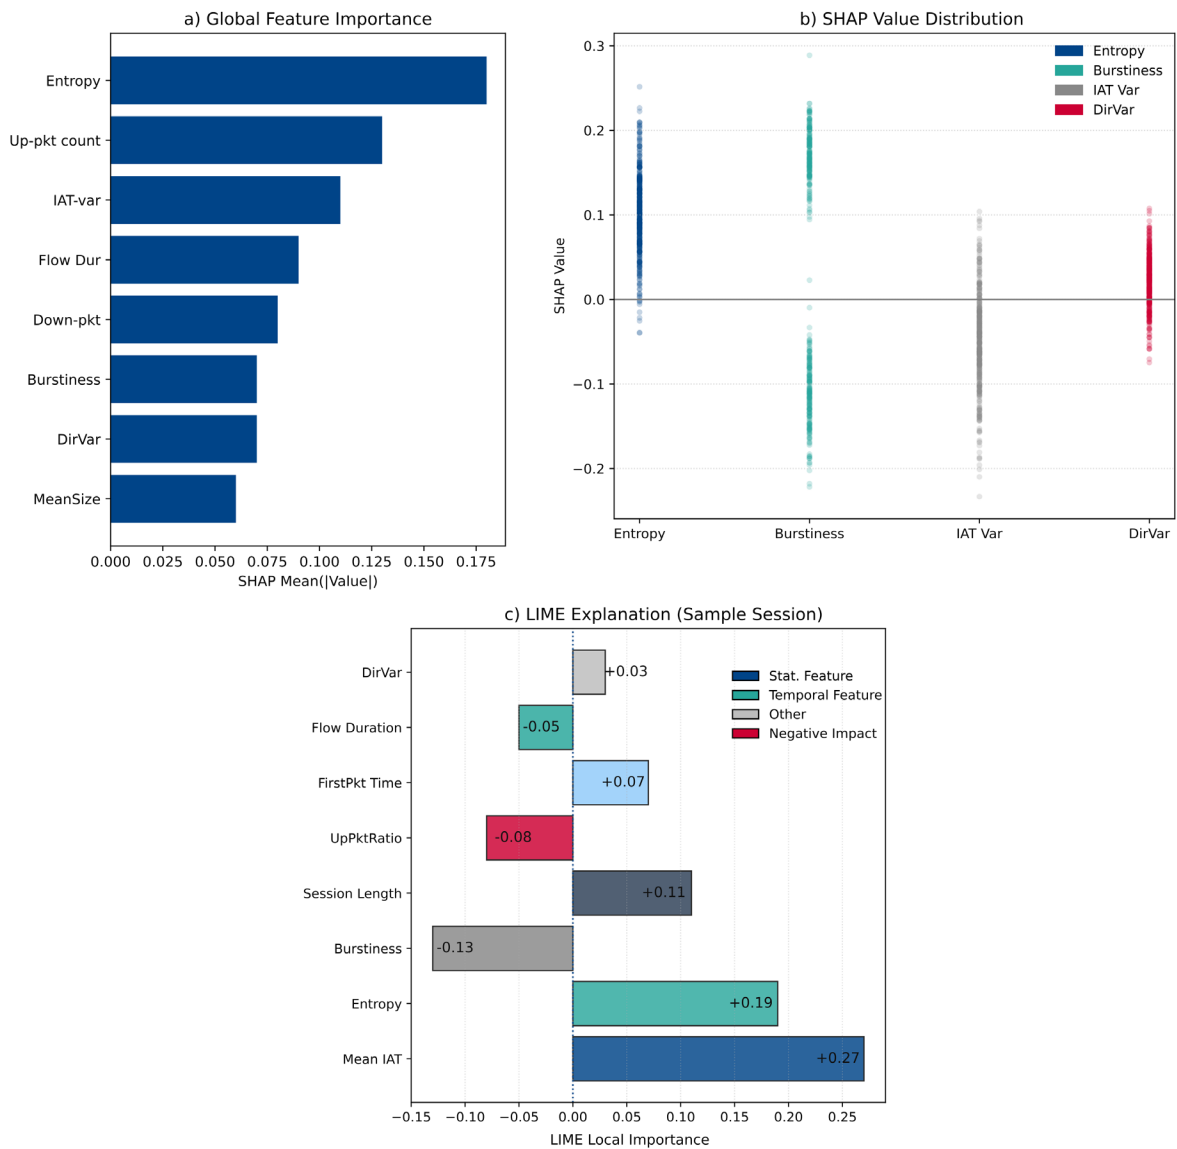 a) Global Feature Importance
Entropy
Up-pkt count
IAT-var
Flow Dur
Down-pkt
Burstiness
DirVar
MeanSize
0.000 0.025 0.050 0.075 0.100 0.125 0.150 0.175
SHAP Mean(|Value|)
b) SHAP Value Distribution
SHAP Value
0.3
0.2
0.1
0.0
−0.1
−0.2
Entropy
Burstiness
IAT Var
DirVar
Entropy Burstiness IAT Var DirVar
c) LIME Explanation (Sample Session)
Stat. Feature
Temporal Feature
Other
Negative Impact
DirVar +0.03
Flow Duration -0.05
FirstPkt Time +0.07
UpPktRatio -0.08
Session Length +0.11
Burstiness -0.13
Entropy +0.19
Mean IAT +0.27
−0.15 −0.10 −0.05 0.00 0.05 0.10 0.15 0.20 0.25
LIME Local Importance